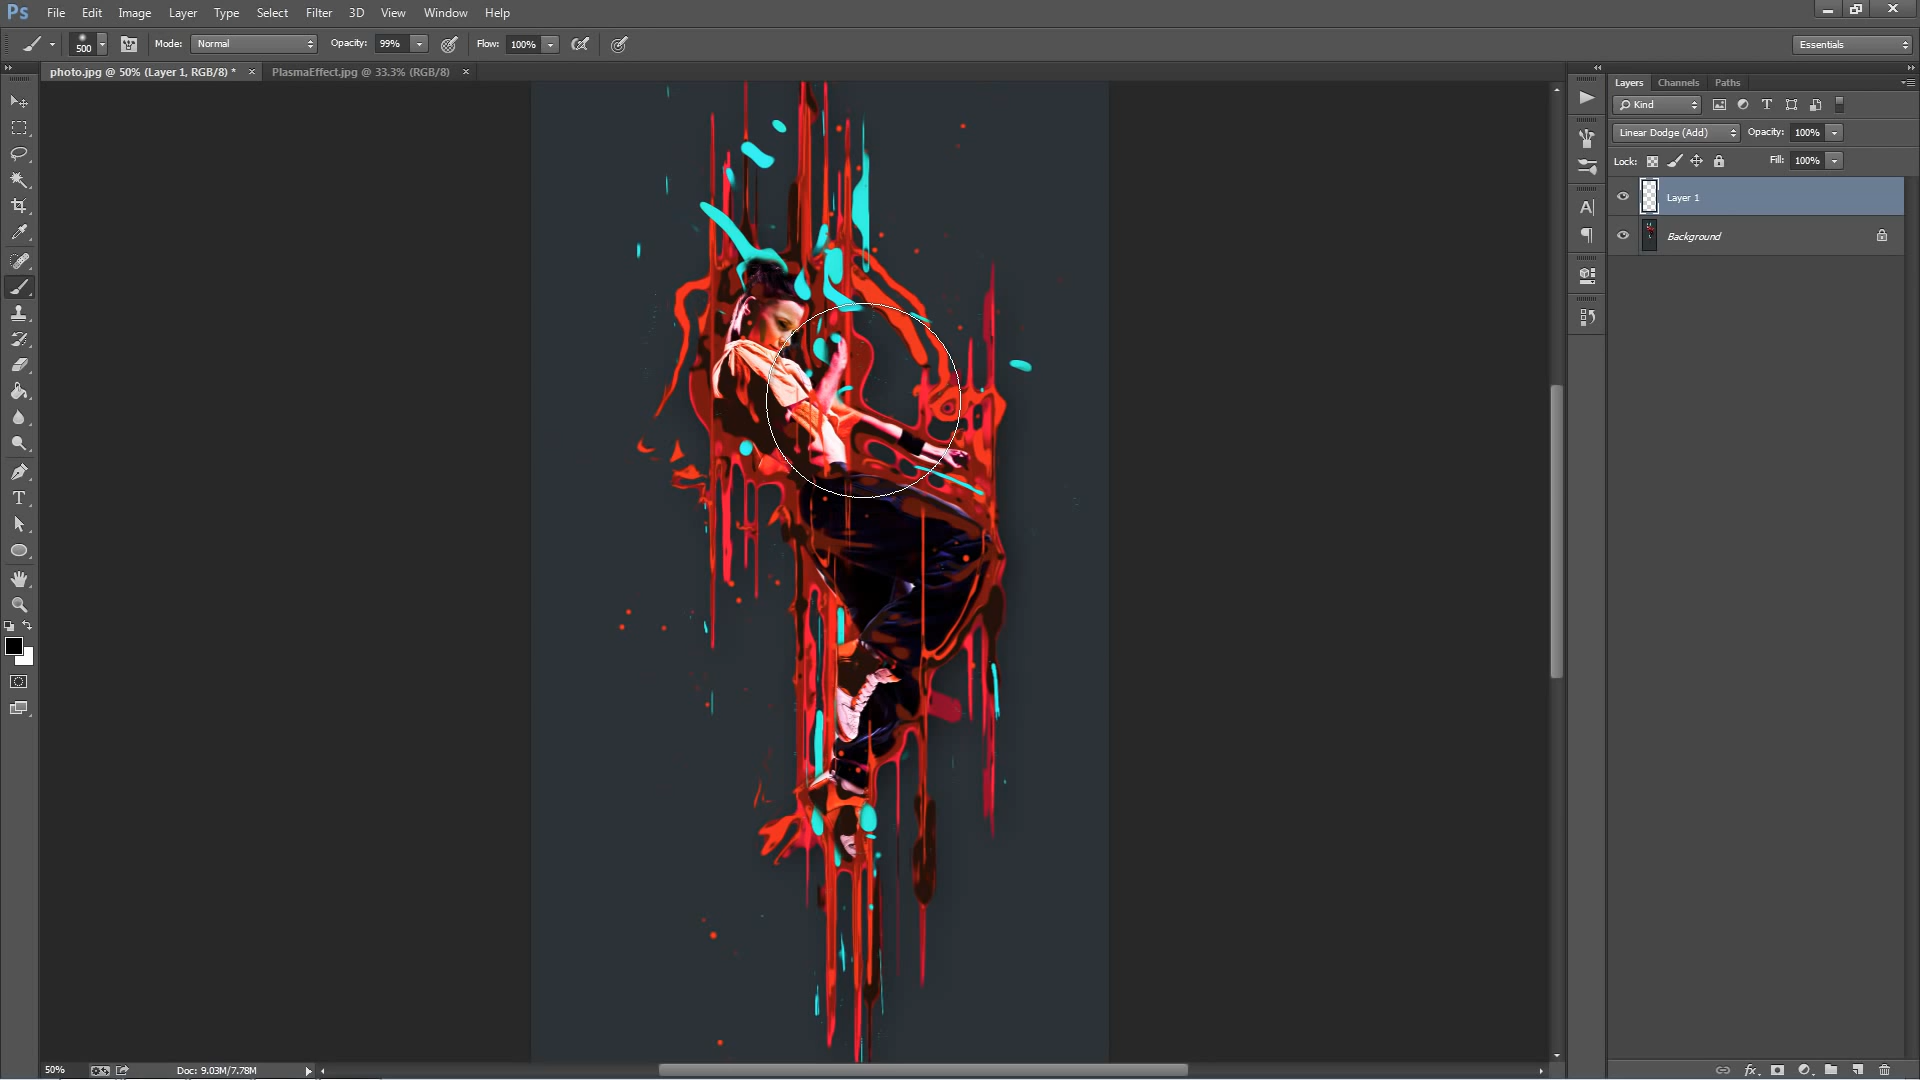 Ps File Edit Image Layer Type Select Filter 3D View Window Help
500 Mode: Normal Opacity: 99% Flow: 100% Essentials
photo.jpg @ 50% (Layer 1, RGB/8) * × PlasmaEffect.jpg @ 33.3% (RGB/8) ×
Layers Channels Paths
Kind
Linear Dodge (Add) Opacity: 100%
Lock: Fill: 100%
Layer 1
Background
50% Doc: 9.03M/7.78M